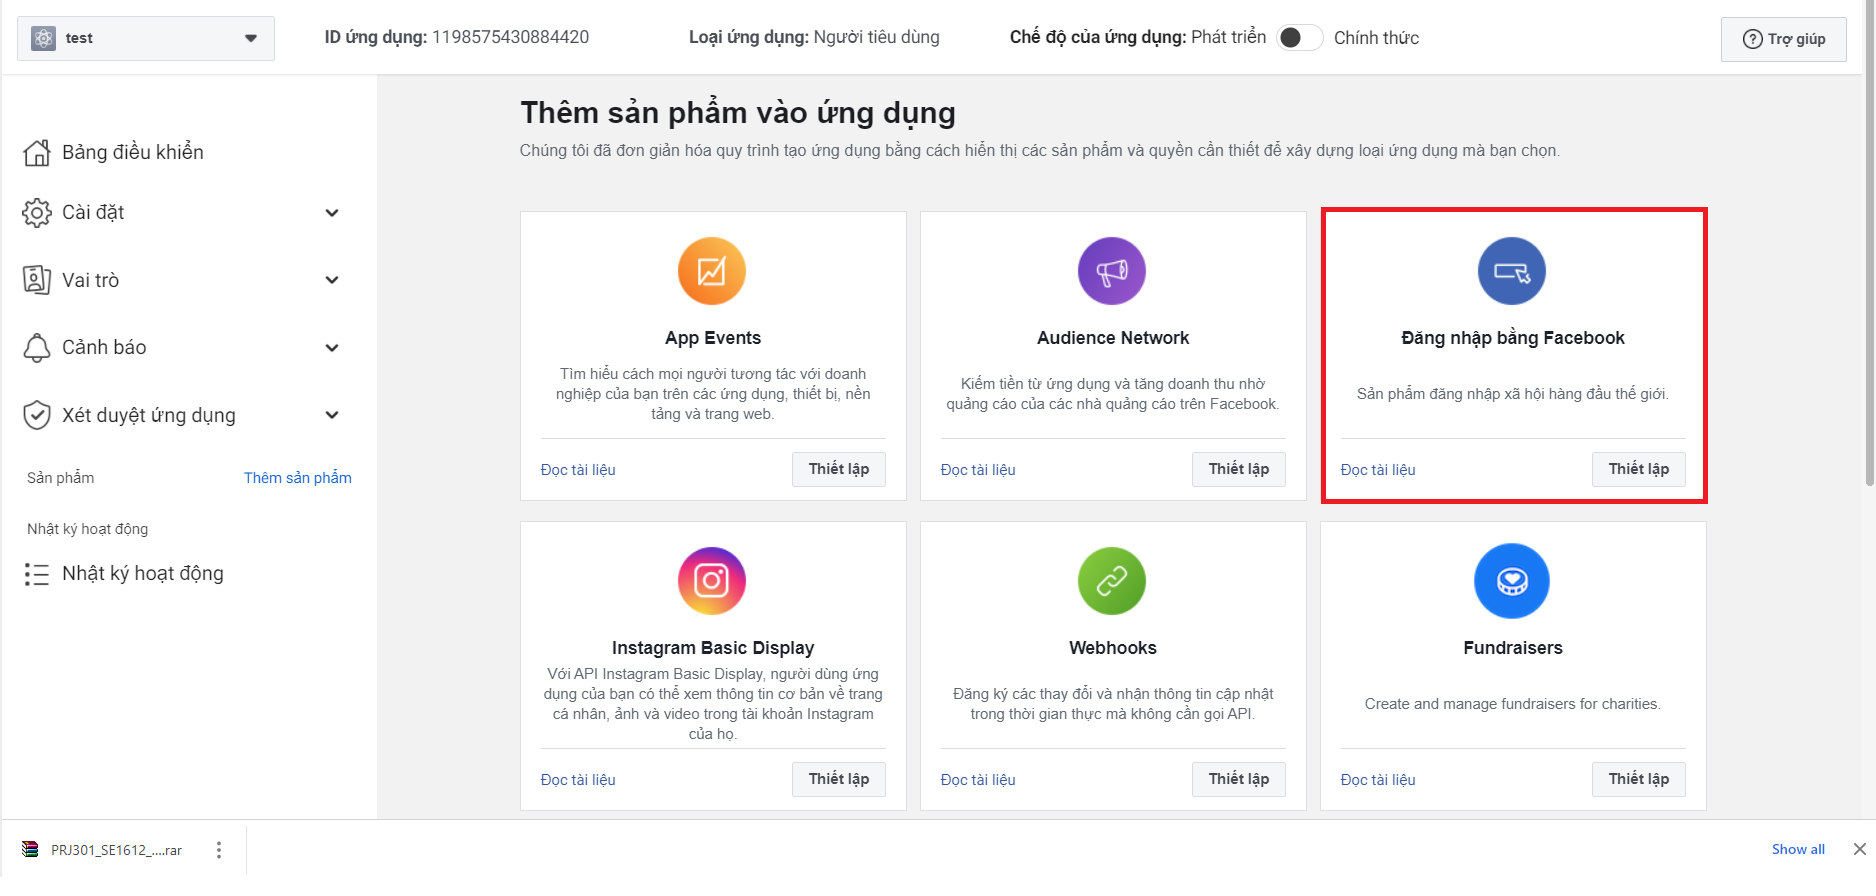 test
ID ứng dụng: 1198575430884420
Loại ứng dụng: Người tiêu dùng
Chế độ của ứng dụng: Phát triển
Chính thức
Trợ giúp
Bảng điều khiển
Cài đặt
Vai trò
Cảnh báo
Xét duyệt ứng dụng
Sản phẩm
Thêm sản phẩm
Nhật ký hoạt động
Nhật ký hoạt động
Thêm sản phẩm vào ứng dụng
Chúng tôi đã đơn giản hóa quy trình tạo ứng dụng bằng cách hiển thị các sản phẩm và quyền cần thiết để xây dựng loại ứng dụng mà bạn chọn.
App Events
Tìm hiểu cách mọi người tương tác với doanh
nghiệp của bạn trên các ứng dụng, thiết bị, nền
tảng và trang web.
Đọc tài liệu
Thiết lập
Audience Network
Kiếm tiền từ ứng dụng và tăng doanh thu nhờ
quảng cáo của các nhà quảng cáo trên Facebook.
Đọc tài liệu
Thiết lập
Đăng nhập bằng Facebook
Sản phẩm đăng nhập xã hội hàng đầu thế giới.
Đọc tài liệu
Thiết lập
Instagram Basic Display
Với API Instagram Basic Display, người dùng ứng
dụng của bạn có thể xem thông tin cơ bản về trang
cá nhân, ảnh và video trong tài khoản Instagram
của họ.
Đọc tài liệu
Thiết lập
Webhooks
Đăng ký các thay đổi và nhận thông tin cập nhật
trong thời gian thực mà không cần gọi API.
Đọc tài liệu
Thiết lập
Fundraisers
Create and manage fundraisers for charities.
Đọc tài liệu
Thiết lập
PRJ301_SE1612_....rar
Show all